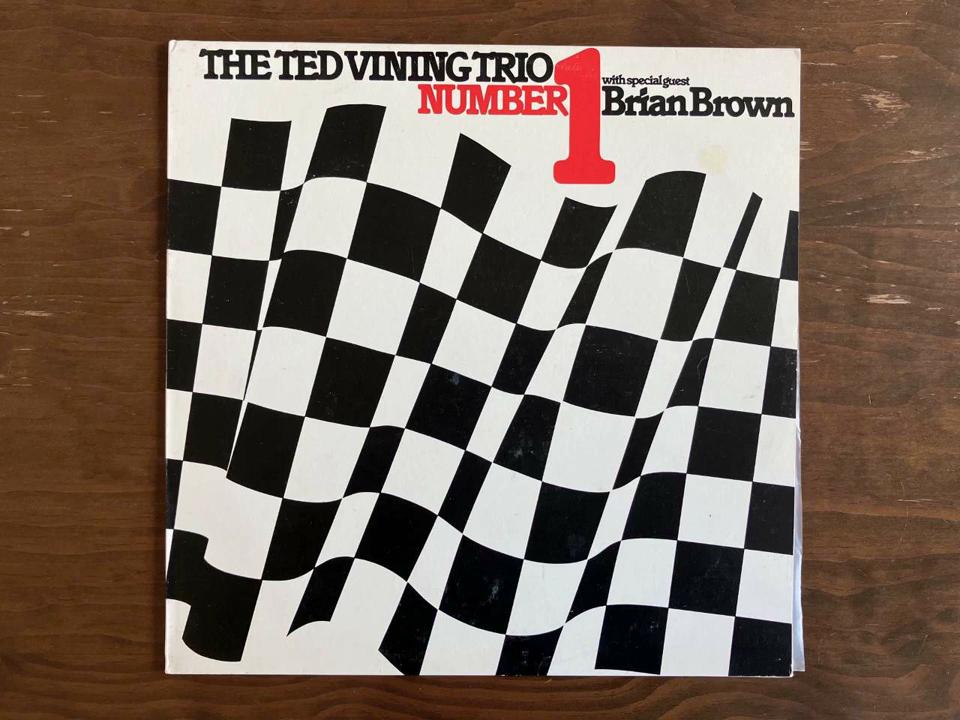 THE TED VINING TRIO
NUMBER 1
with special guest
Brian Brown